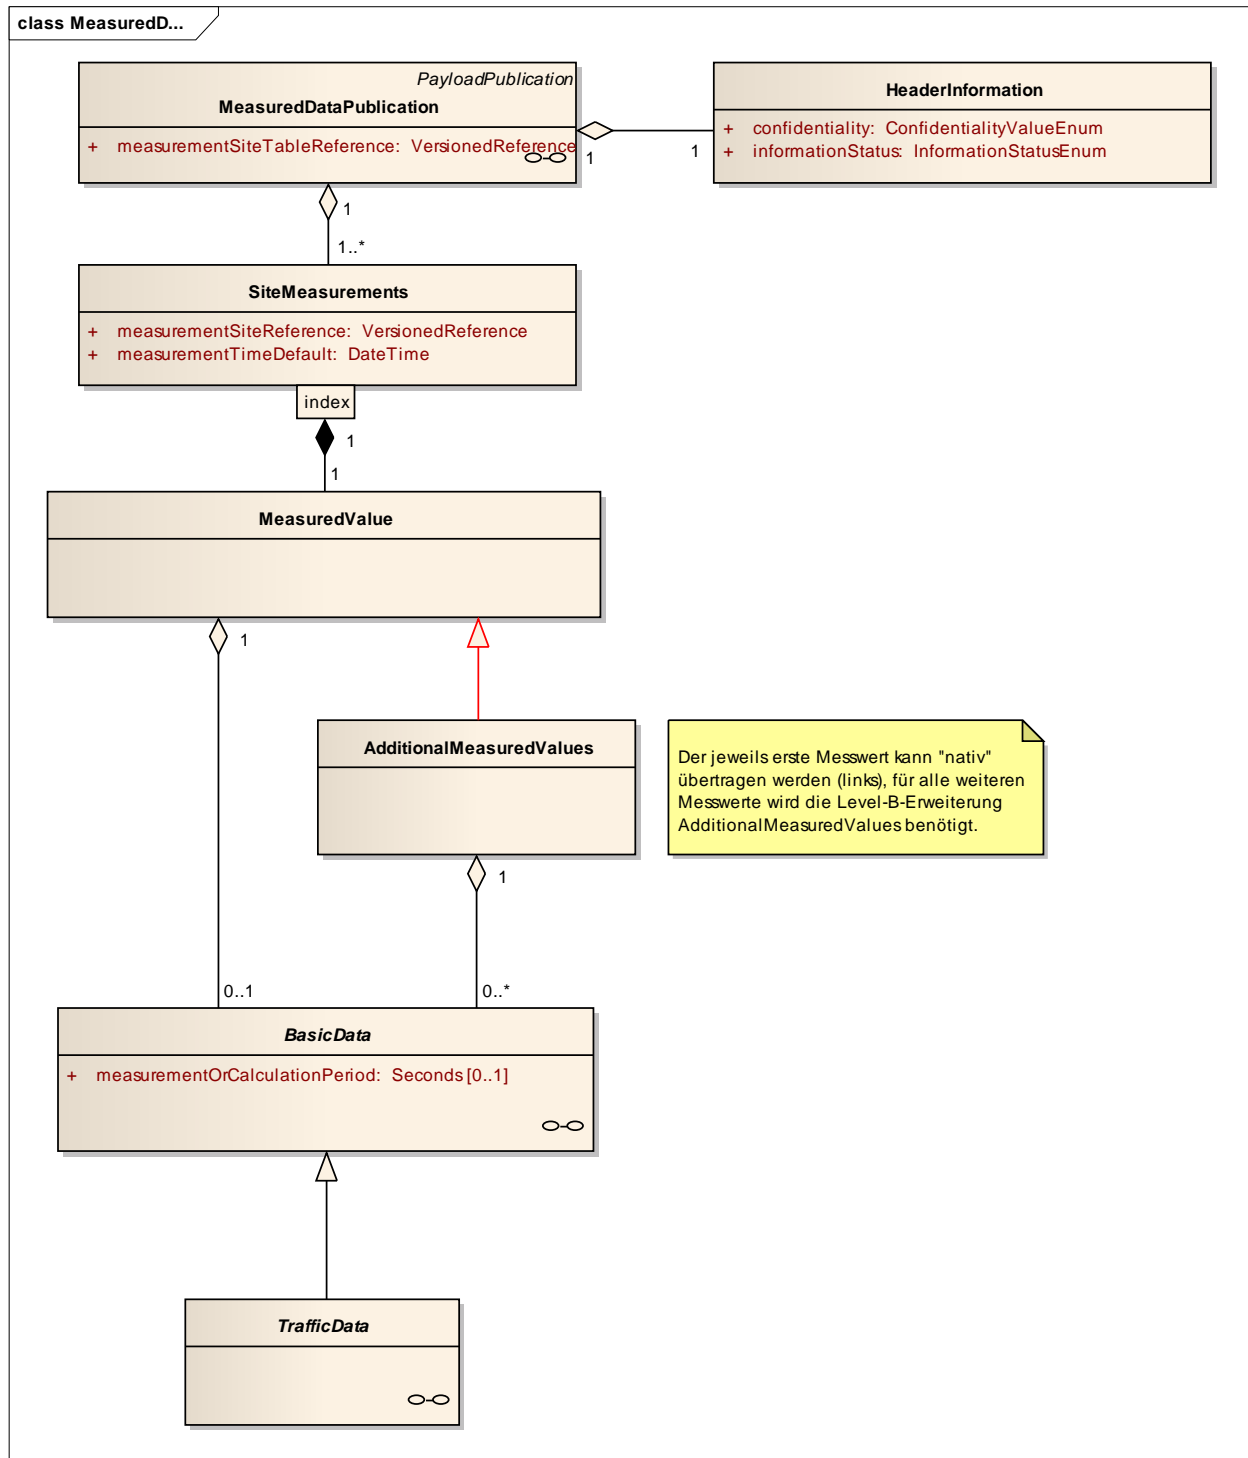 class MeasuredD...
PayloadPublication
MeasuredDataPublication
+ measurementSiteTableReference: VersionedReference
1
1
HeaderInformation
+ confidentiality: ConfidentialityValueEnum
+ informationStatus: InformationStatusEnum
1
1..*
SiteMeasurements
+ measurementSiteReference: VersionedReference
+ measurementTimeDefault: DateTime
index
1
1
MeasuredValue
1
AdditionalMeasuredValues
Der jeweils erste Messwert kann "nativ"
übertragen werden (links), für alle weiteren
Messwerte wird die Level-B-Erweiterung
AdditionalMeasuredValues benötigt.
1
0..1
0..*
BasicData
+ measurementOrCalculationPeriod: Seconds [0..1]
TrafficData